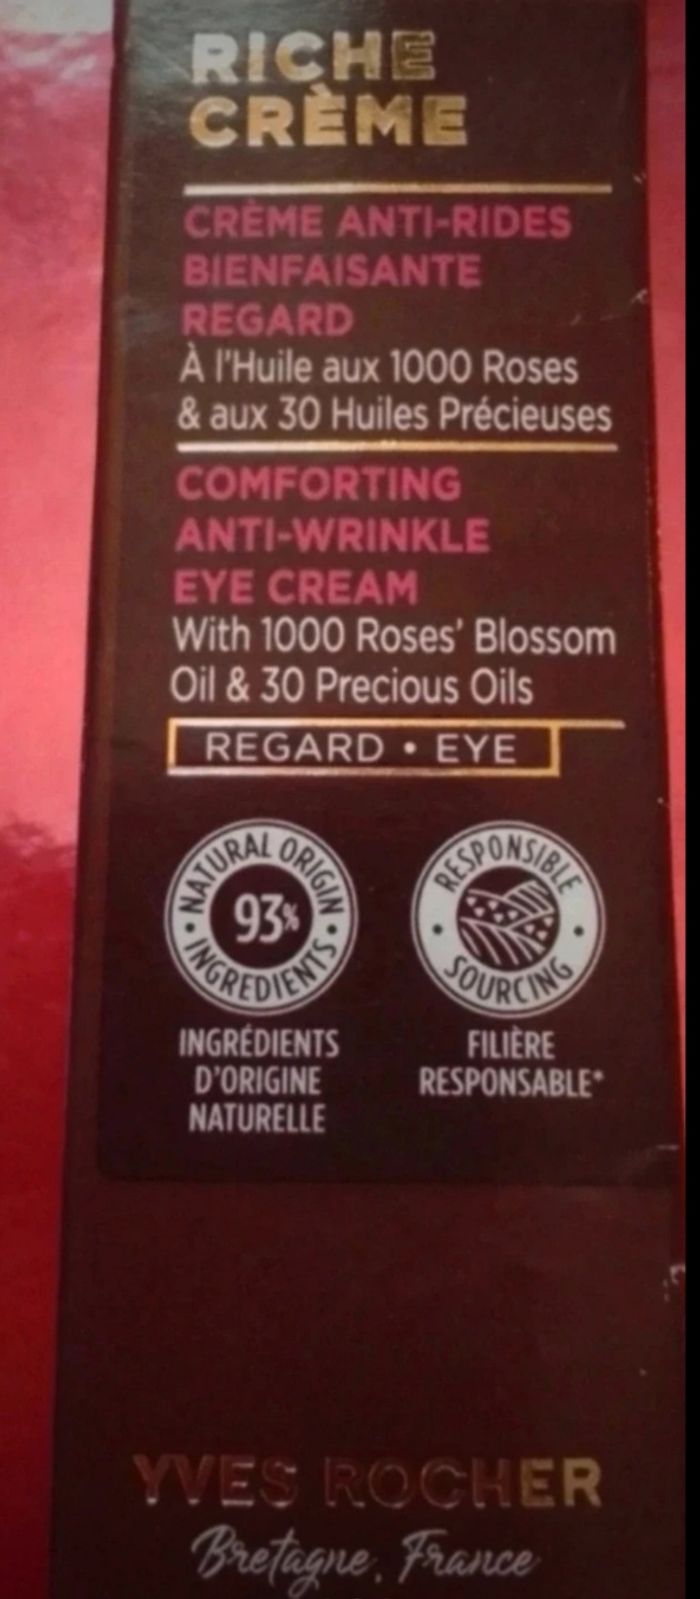 RICHE
CRÈME
CRÈME ANTI-RIDES
BIENFAISANTE
REGARD
À l'Huile aux 1000 Roses
& aux 30 Huiles Précieuses
COMFORTING
ANTI-WRINKLE
EYE CREAM
With 1000 Roses' Blossom
Oil & 30 Precious Oils
REGARD • EYE
NATURAL ORIGIN
93%
• INGREDIENTS •
INGRÉDIENTS
D'ORIGINE
NATURELLE
RESPONSIBLE
• SOURCING •
FILIÈRE
RESPONSABLE*
YVES ROCHER
Bretagne, France